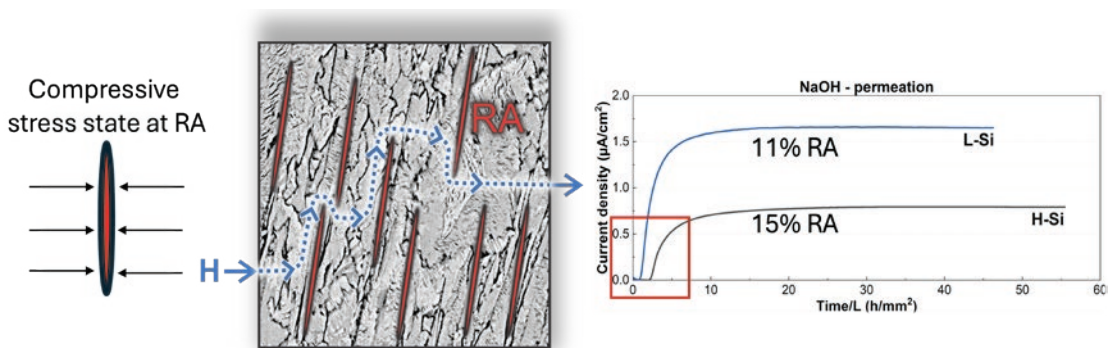 Compressive
stress state at RA
H
RA
NaOH - permeation
Current density (µA/cm²)
2.0
1.5
1.0
0.5
0.0
11% RA
L-Si
15% RA
H-Si
0 10 20 30 40 50 60
Time/L (h/mm²)